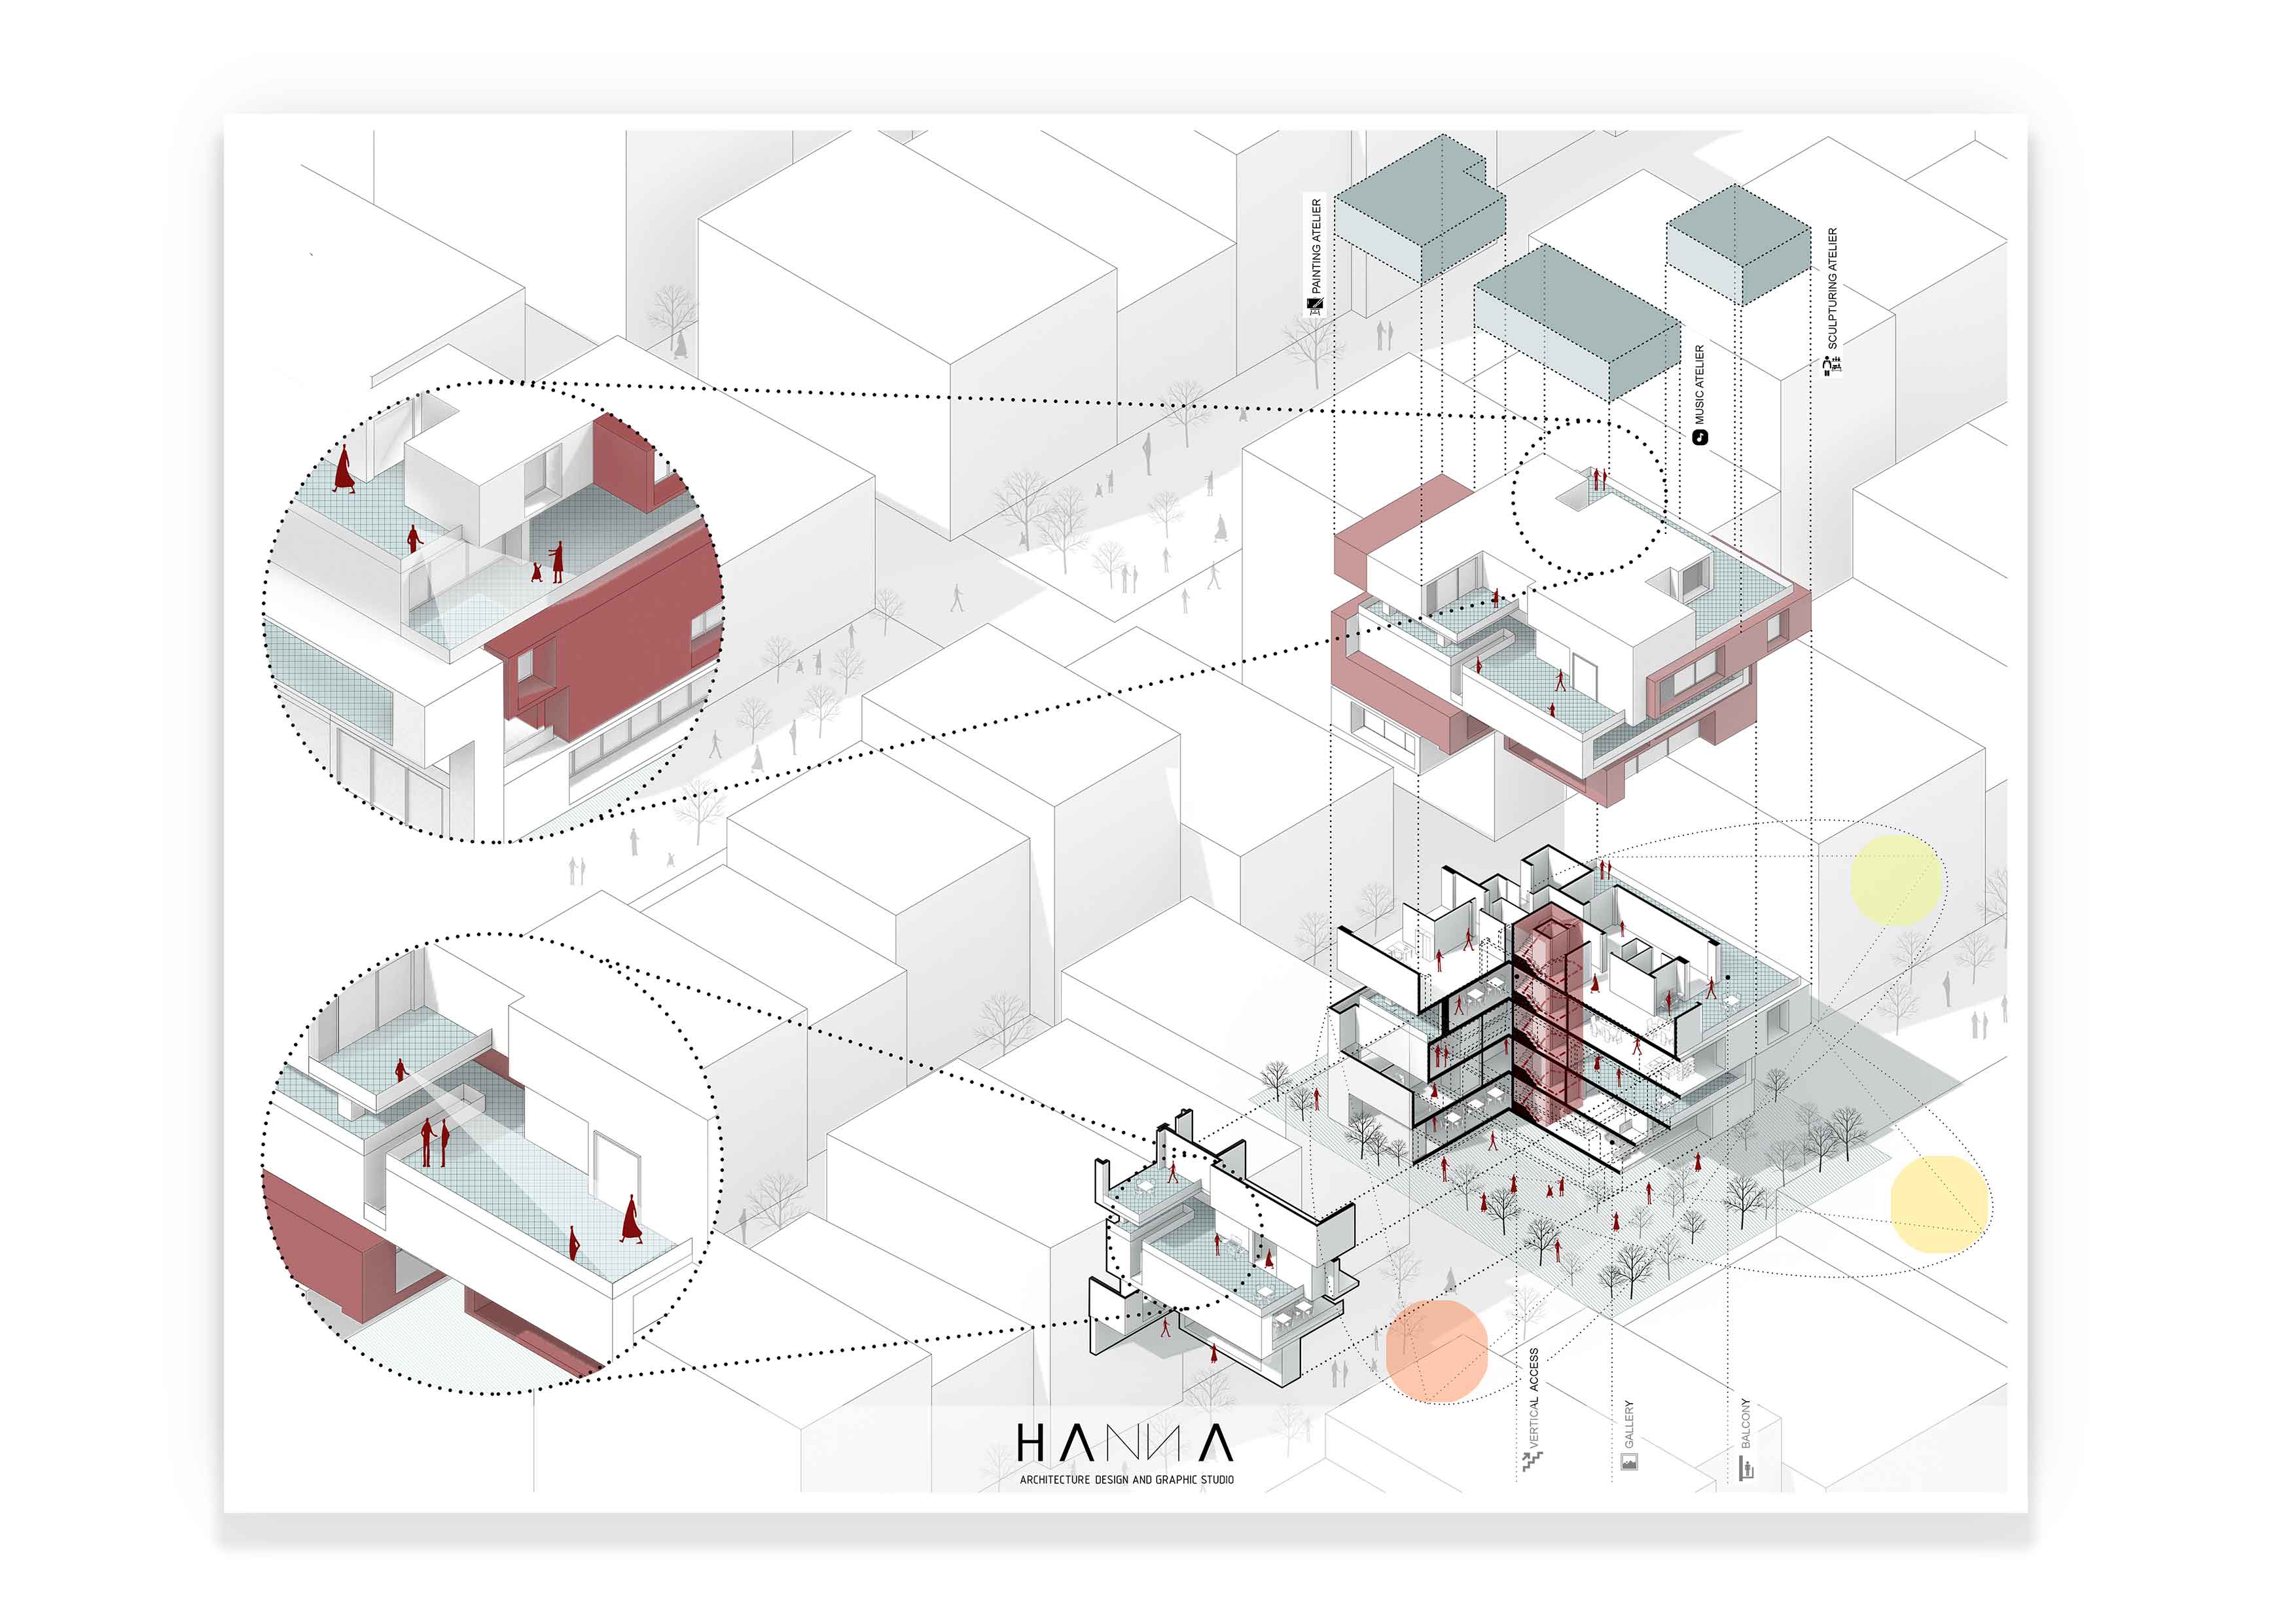 PAINTING ATELIER
SCULPTURING ATELIER
MUSIC ATELIER
VERTICAL ACCESS
GALLERY
BALCONY
HANNA
ARCHITECTURE DESIGN AND GRAPHIC STUDIO